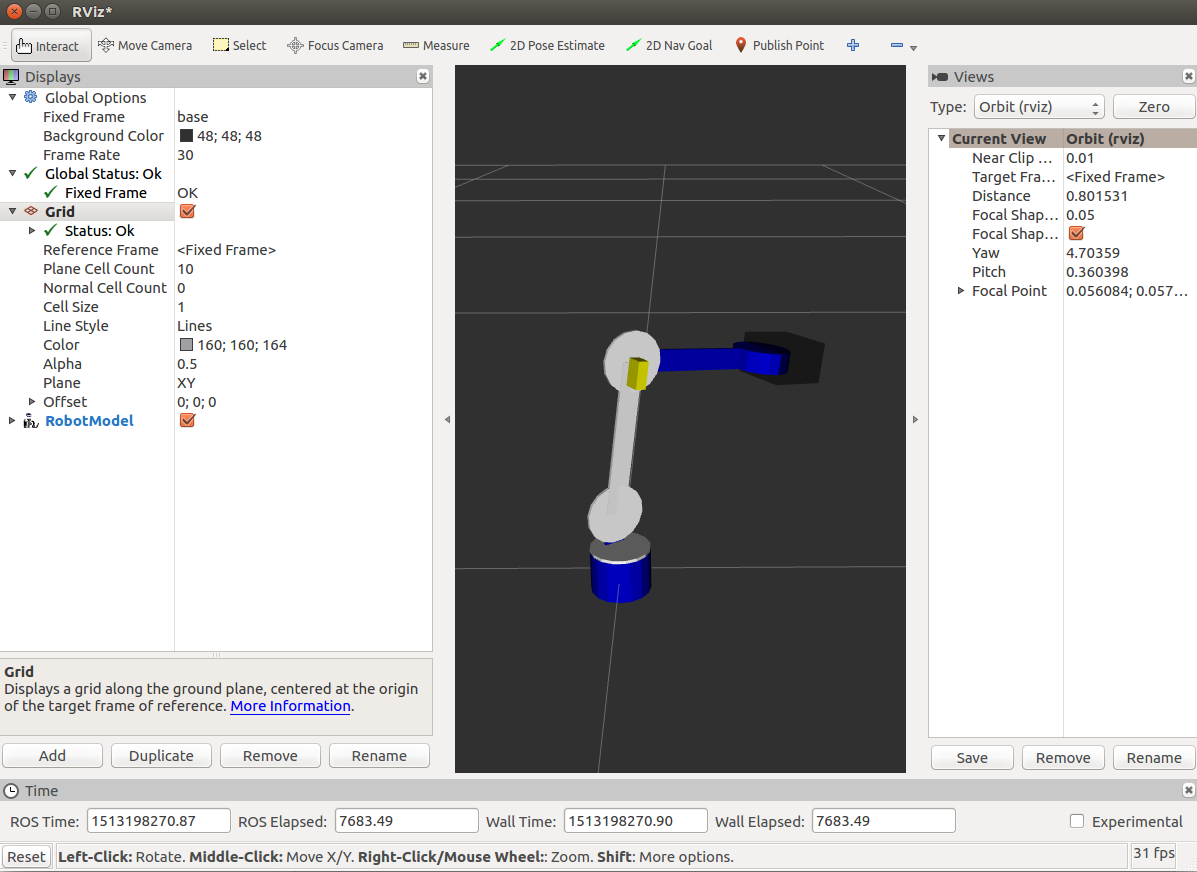 RViz*
Interact Move Camera Select Focus Camera Measure 2D Pose Estimate 2D Nav Goal Publish Point
Displays
Global Options
Fixed Frame base
Background Color 48; 48; 48
Frame Rate 30
Global Status: Ok
Fixed Frame OK
Grid
Status: Ok
Reference Frame <Fixed Frame>
Plane Cell Count 10
Normal Cell Count 0
Cell Size 1
Line Style Lines
Color 160; 160; 164
Alpha 0.5
Plane XY
Offset 0; 0; 0
RobotModel
Grid
Displays a grid along the ground plane, centered at the origin
of the target frame of reference. More Information.
Add Duplicate Remove Rename
Views
Type: Orbit (rviz) Zero
Current View Orbit (rviz)
Near Clip ... 0.01
Target Fra... <Fixed Frame>
Distance 0.801531
Focal Shap... 0.05
Focal Shap...
Yaw 4.70359
Pitch 0.360398
Focal Point 0.056084; 0.057...
Save Remove Rename
Time
ROS Time: 1513198270.87 ROS Elapsed: 7683.49 Wall Time: 1513198270.90 Wall Elapsed: 7683.49 Experimental
Reset Left-Click: Rotate. Middle-Click: Move X/Y. Right-Click/Mouse Wheel:: Zoom. Shift: More options. 31 fps